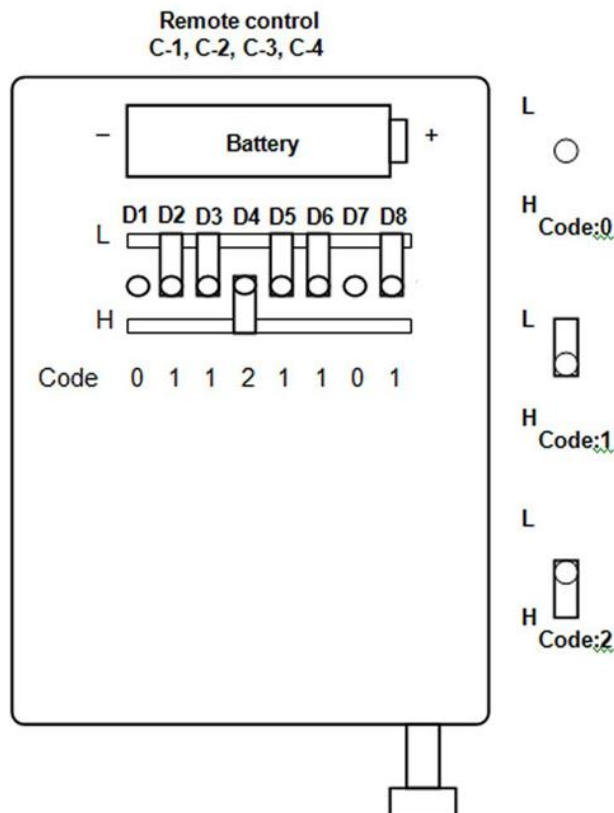 Remote control
C-1, C-2, C-3, C-4
– Battery +
D1 D2 D3 D4 D5 D6 D7 D8
L
H
Code 0 1 1 2 1 1 0 1
L
H
Code:0
L
H
Code:1
L
H
Code:2